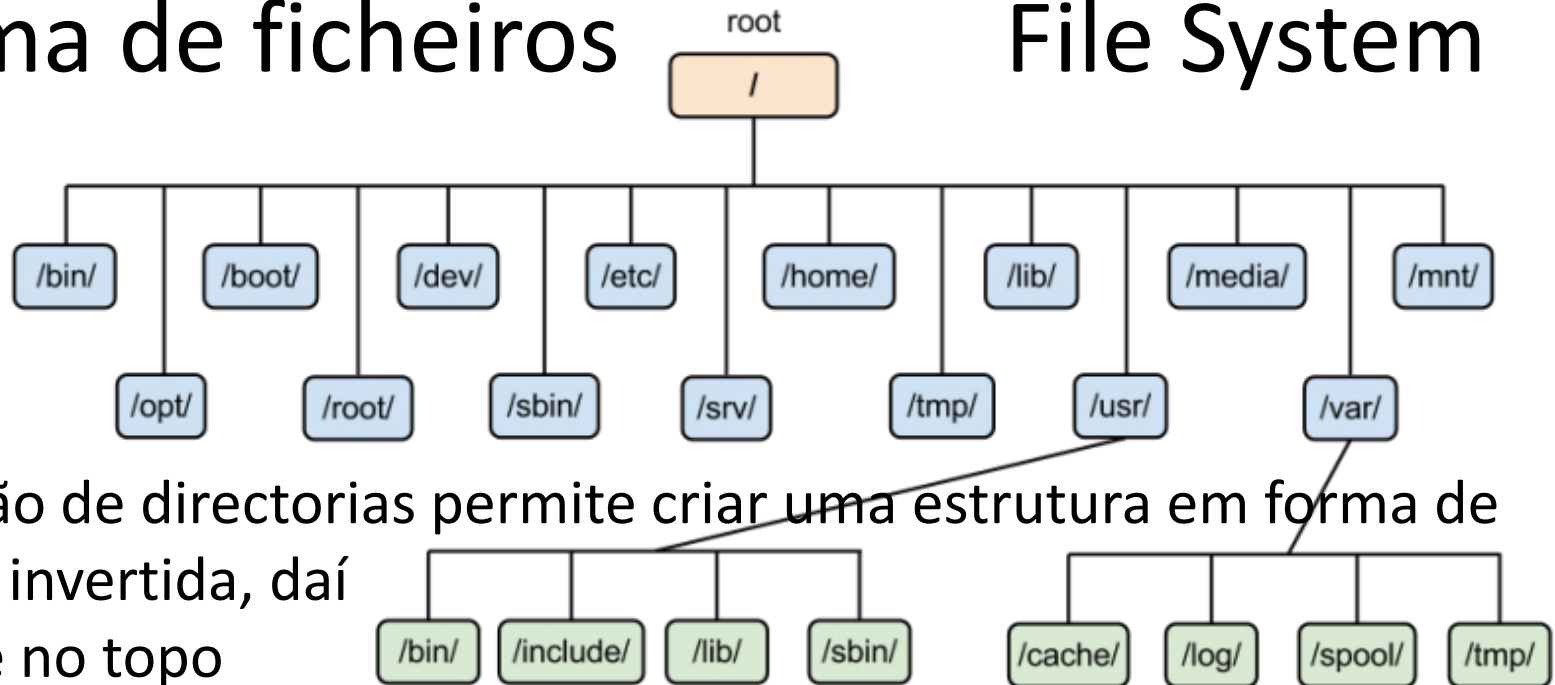 root
ma de ficheiros File System
/
/bin/ /boot/ /dev/ /etc/ /home/ /lib/ /media/ /mnt/
/opt/ /root/ /sbin/ /srv/ /tmp/ /usr/ /var/
ão de directorias permite criar uma estrutura em forma de
invertida, daí
e no topo
/bin/ /include/ /lib/ /sbin/ /cache/ /log/ /spool/ /tmp/